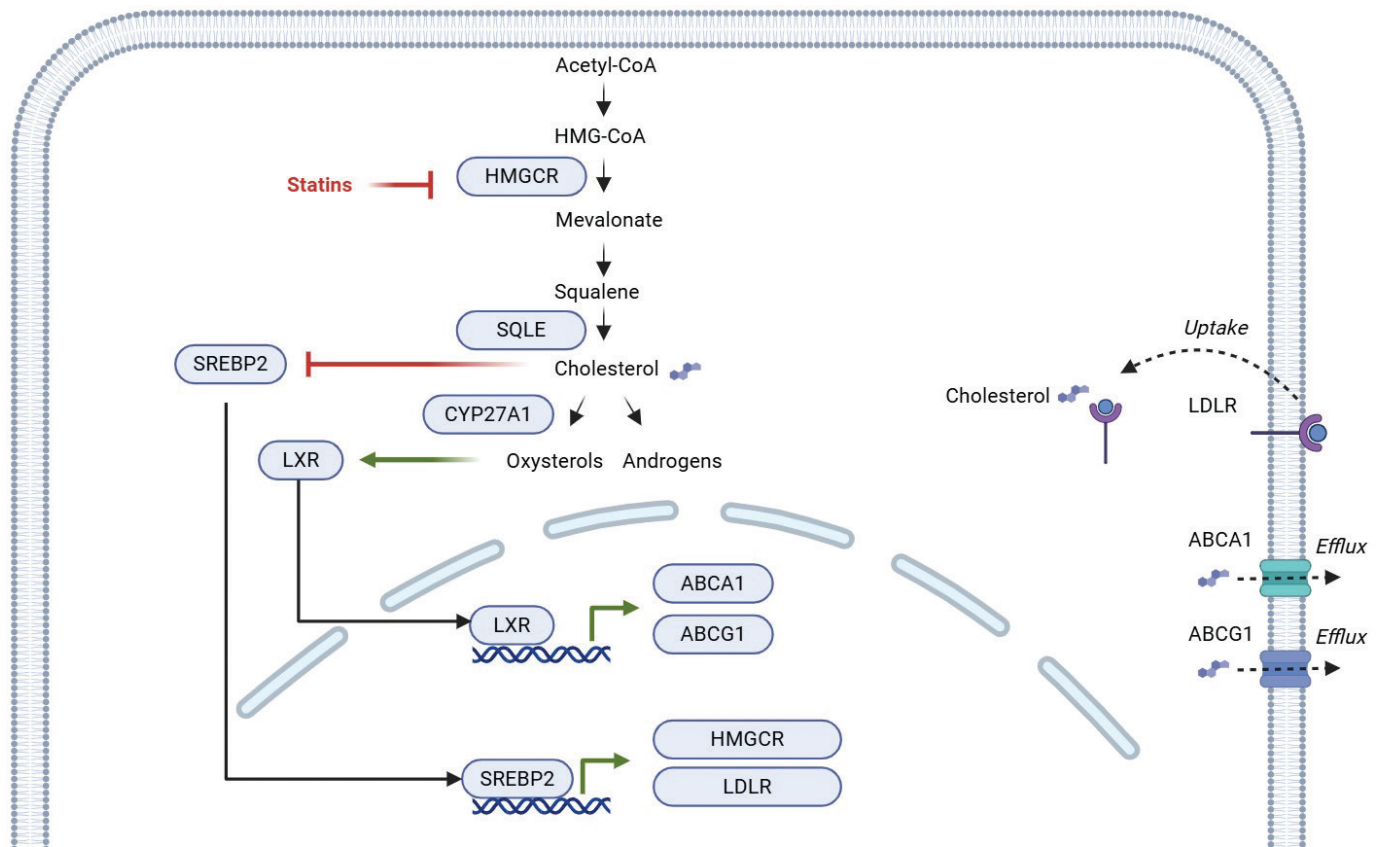 Acetyl-CoA
HMG-CoA
Statins
HMGCR
Mevalonate
Squalene
SQLE
SREBP2
Cholesterol
CYP27A1
LXR
Oxysterols
Androgens
Uptake
Cholesterol
LDLR
ABCA1
Efflux
ABCG1
Efflux
LXR
ABCA1
ABCG1
SREBP2
HMGCR
LDLR